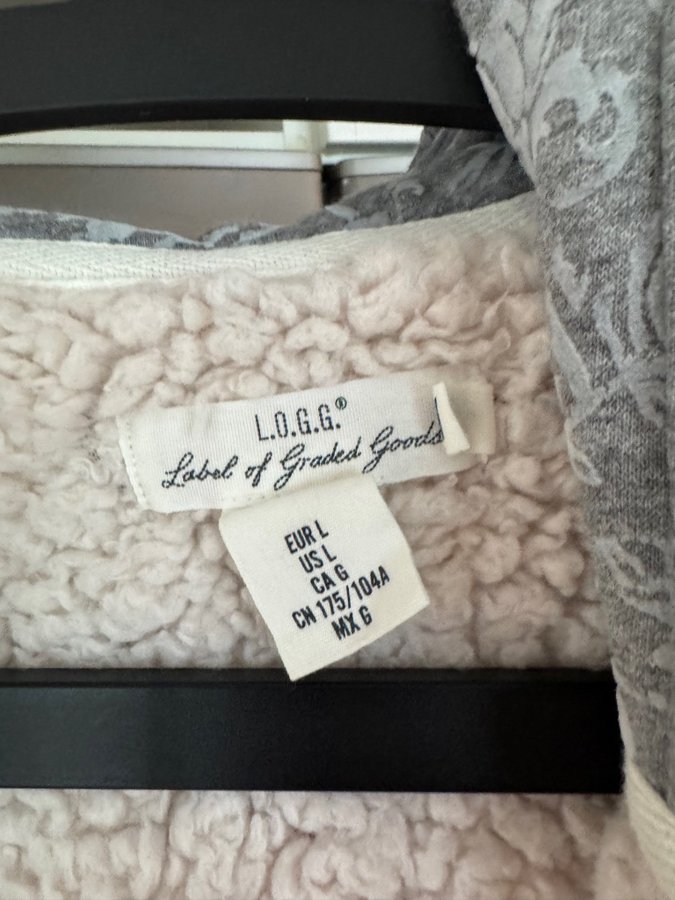 L.O.G.G.®
Label of Graded Goods
EUR L
US L
CA G
CN 175/104A
MX G